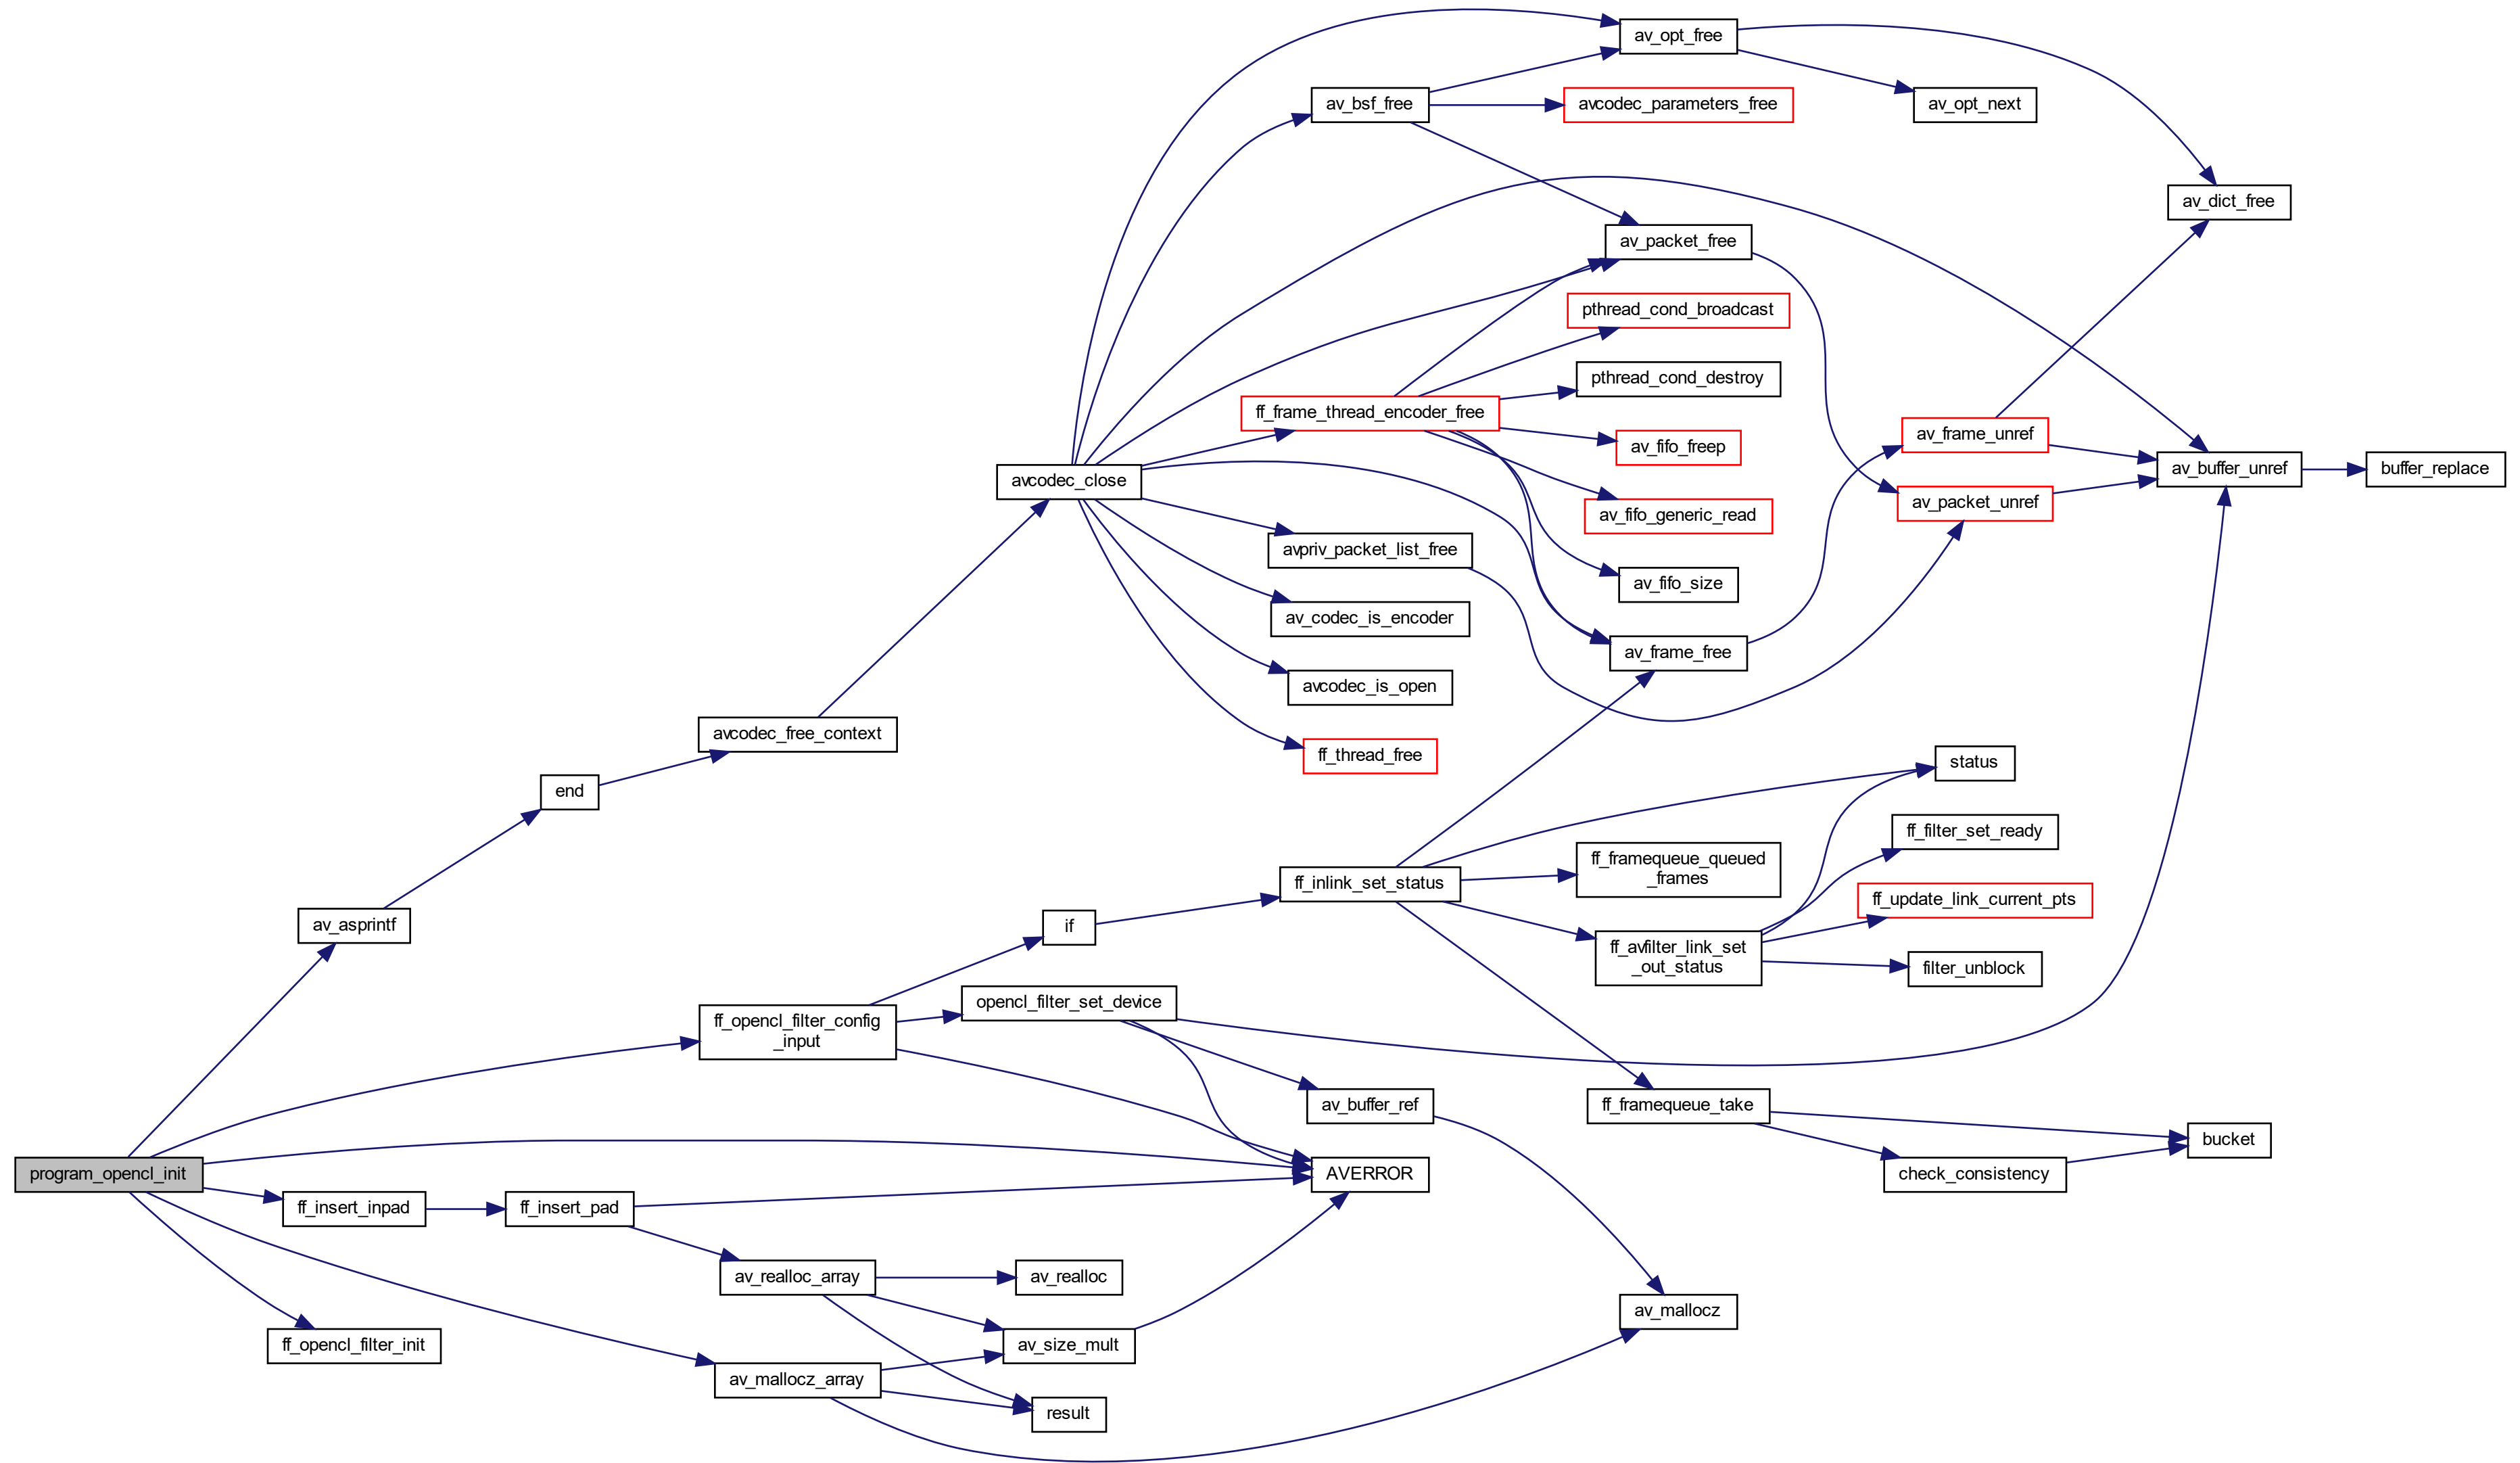 program_opencl_init
av_asprintf
ff_insert_inpad
ff_opencl_filter_init
end
ff_insert_pad
avcodec_free_context
ff_opencl_filter_config
_input
av_realloc_array
av_mallocz_array
avcodec_close
if
opencl_filter_set_device
av_realloc
av_size_mult
result
av_bsf_free
ff_frame_thread_encoder_free
avpriv_packet_list_free
av_codec_is_encoder
avcodec_is_open
ff_thread_free
ff_inlink_set_status
av_buffer_ref
AVERROR
av_opt_free
avcodec_parameters_free
av_packet_free
pthread_cond_broadcast
pthread_cond_destroy
av_fifo_freep
av_fifo_generic_read
av_fifo_size
av_frame_free
ff_framequeue_queued
_frames
ff_avfilter_link_set
_out_status
ff_framequeue_take
av_mallocz
av_opt_next
av_frame_unref
av_packet_unref
status
ff_filter_set_ready
ff_update_link_current_pts
filter_unblock
check_consistency
av_dict_free
av_buffer_unref
bucket
buffer_replace